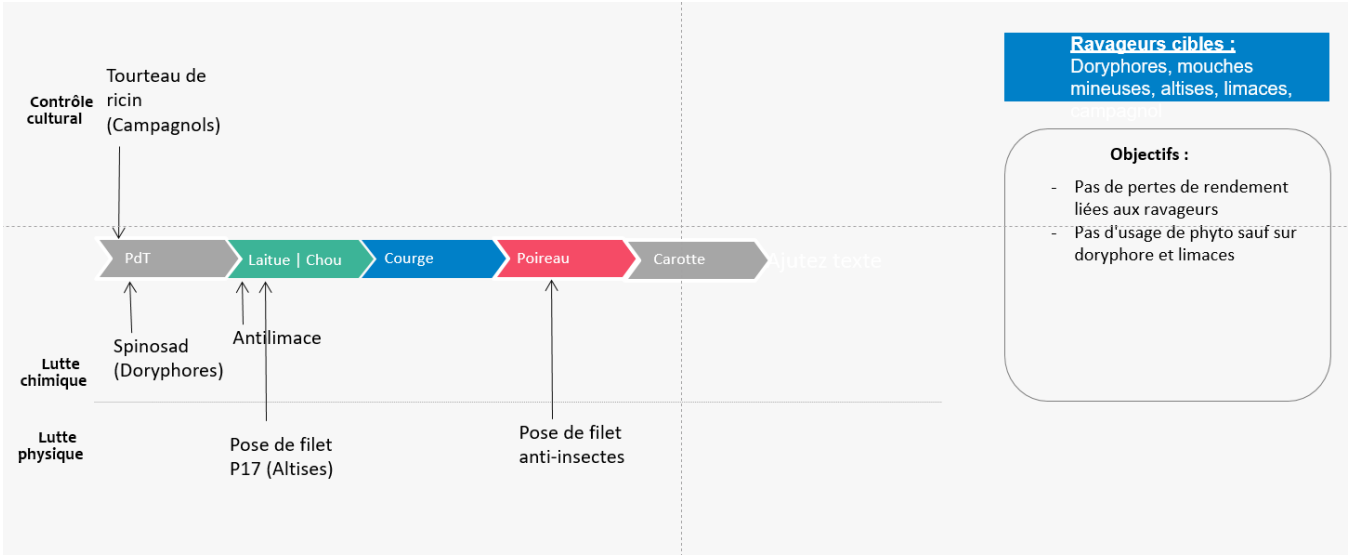 Ravageurs cibles :
Doryphores, mouches
mineuses, altises, limaces,
campagnol
Tourteau de
ricin
(Campagnols)
Contrôle
cultural
Objectifs :
- Pas de pertes de rendement
liées aux ravageurs
- Pas d'usage de phyto sauf sur
doryphore et limaces
PdT
Laitue | Chou
Courge
Poireau
Carotte
Ajutez texte
Spinosad
(Doryphores)
Antilimace
Lutte
chimique
Lutte
physique
Pose de filet
P17 (Altises)
Pose de filet
anti-insectes